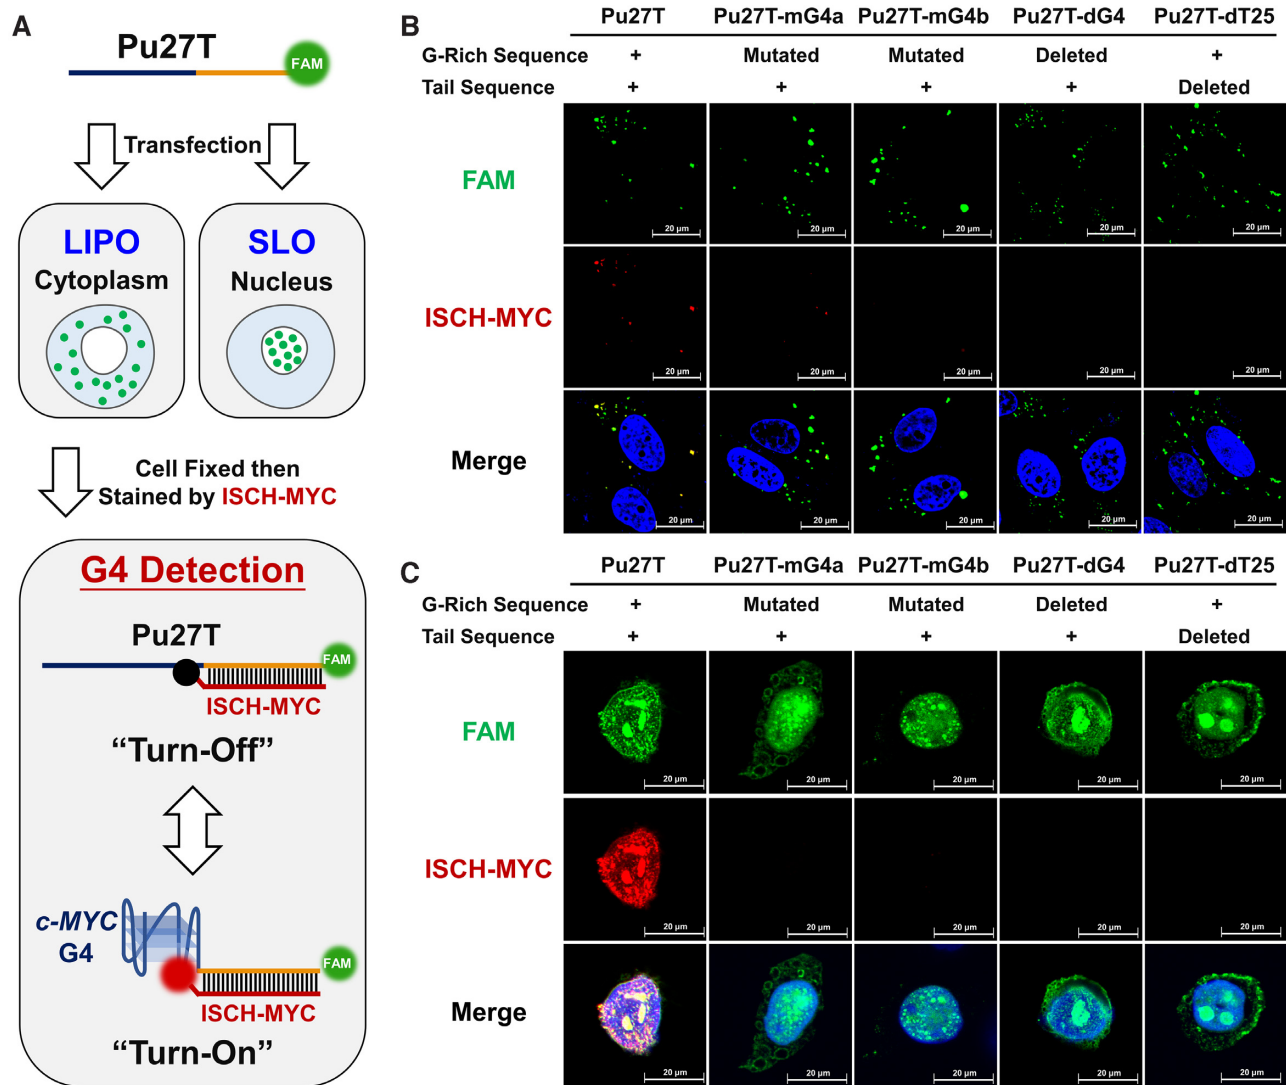 A
Pu27T
FAM
Transfection
LIPO
Cytoplasm
SLO
Nucleus
Cell Fixed then
Stained by ISCH-MYC
G4 Detection
Pu27T
FAM
ISCH-MYC
“Turn-Off”
c-MYC
G4
FAM
ISCH-MYC
“Turn-On”
B
Pu27T Pu27T-mG4a Pu27T-mG4b Pu27T-dG4 Pu27T-dT25
G-Rich Sequence + Mutated Mutated Deleted +
Tail Sequence + + + + Deleted
FAM
20 µm 20 µm 20 µm 20 µm 20 µm
ISCH-MYC
20 µm 20 µm 20 µm 20 µm 20 µm
Merge
20 µm 20 µm 20 µm 20 µm 20 µm
C
Pu27T Pu27T-mG4a Pu27T-mG4b Pu27T-dG4 Pu27T-dT25
G-Rich Sequence + Mutated Mutated Deleted +
Tail Sequence + + + + Deleted
FAM
20 µm 20 µm 20 µm 20 µm 20 µm
ISCH-MYC
20 µm 20 µm 20 µm 20 µm 20 µm
Merge
20 µm 20 µm 20 µm 20 µm 20 µm